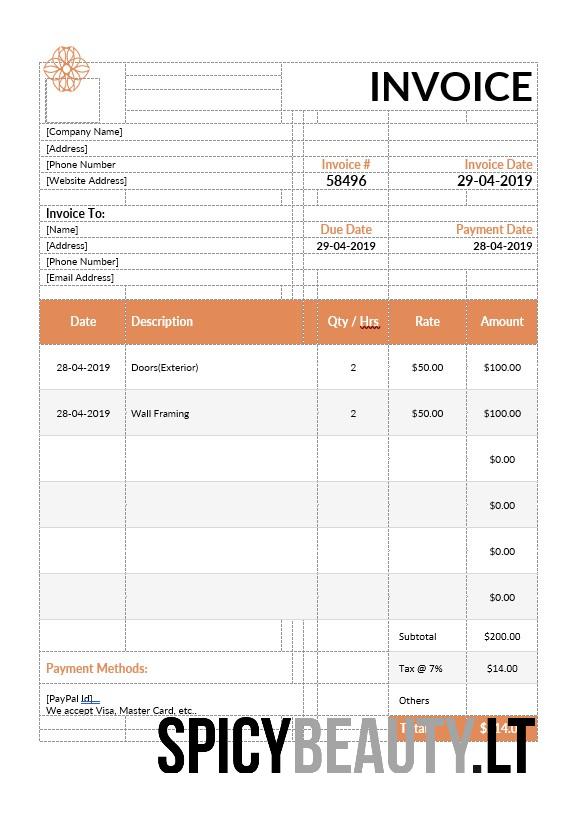 INVOICE
[Company Name]
[Address]
[Phone Number Invoice # Invoice Date
[Website Address] 58496 29-04-2019
Invoice To:
[Name] Due Date Payment Date
[Address] 29-04-2019 28-04-2019
[Phone Number]
[Email Address]
Date Description Qty / Hrs Rate Amount
28-04-2019 Doors(Exterior) 2 $50.00 $100.00
28-04-2019 Wall Framing 2 $50.00 $100.00
$0.00
$0.00
$0.00
$0.00
Subtotal $200.00
Payment Methods: Tax @ 7% $14.00
[PayPal Id] Others
We accept Visa, Master Card, etc..
Total
SPICYBEAUTY.LT